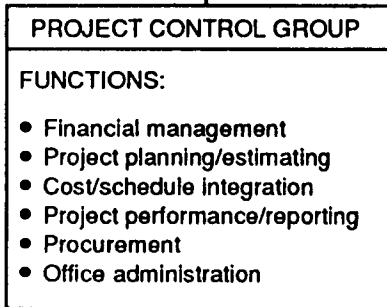 PROJECT CONTROL GROUP
FUNCTIONS:
• Financial management
• Project planning/estimating
• Cost/schedule integration
• Project performance/reporting
• Procurement
• Office administration